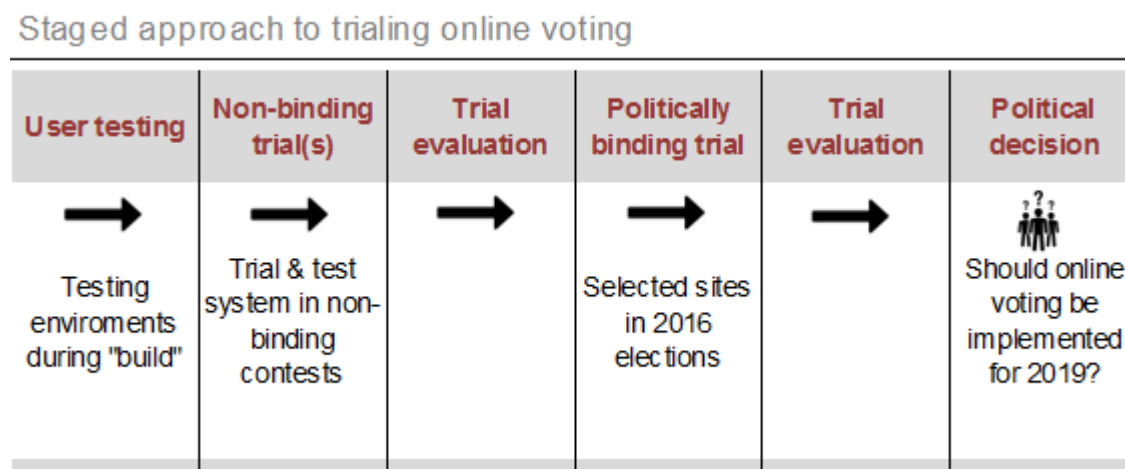 Staged approach to trialing online voting
User testing
Non-binding
trial(s)
Trial
evaluation
Politically
binding trial
Trial
evaluation
Political
decision
Testing
enviroments
during "build"
Trial & test
system in non-
binding
contests
Selected sites
in 2016
elections
? ? ?
Should online
voting be
implemented
for 2019?